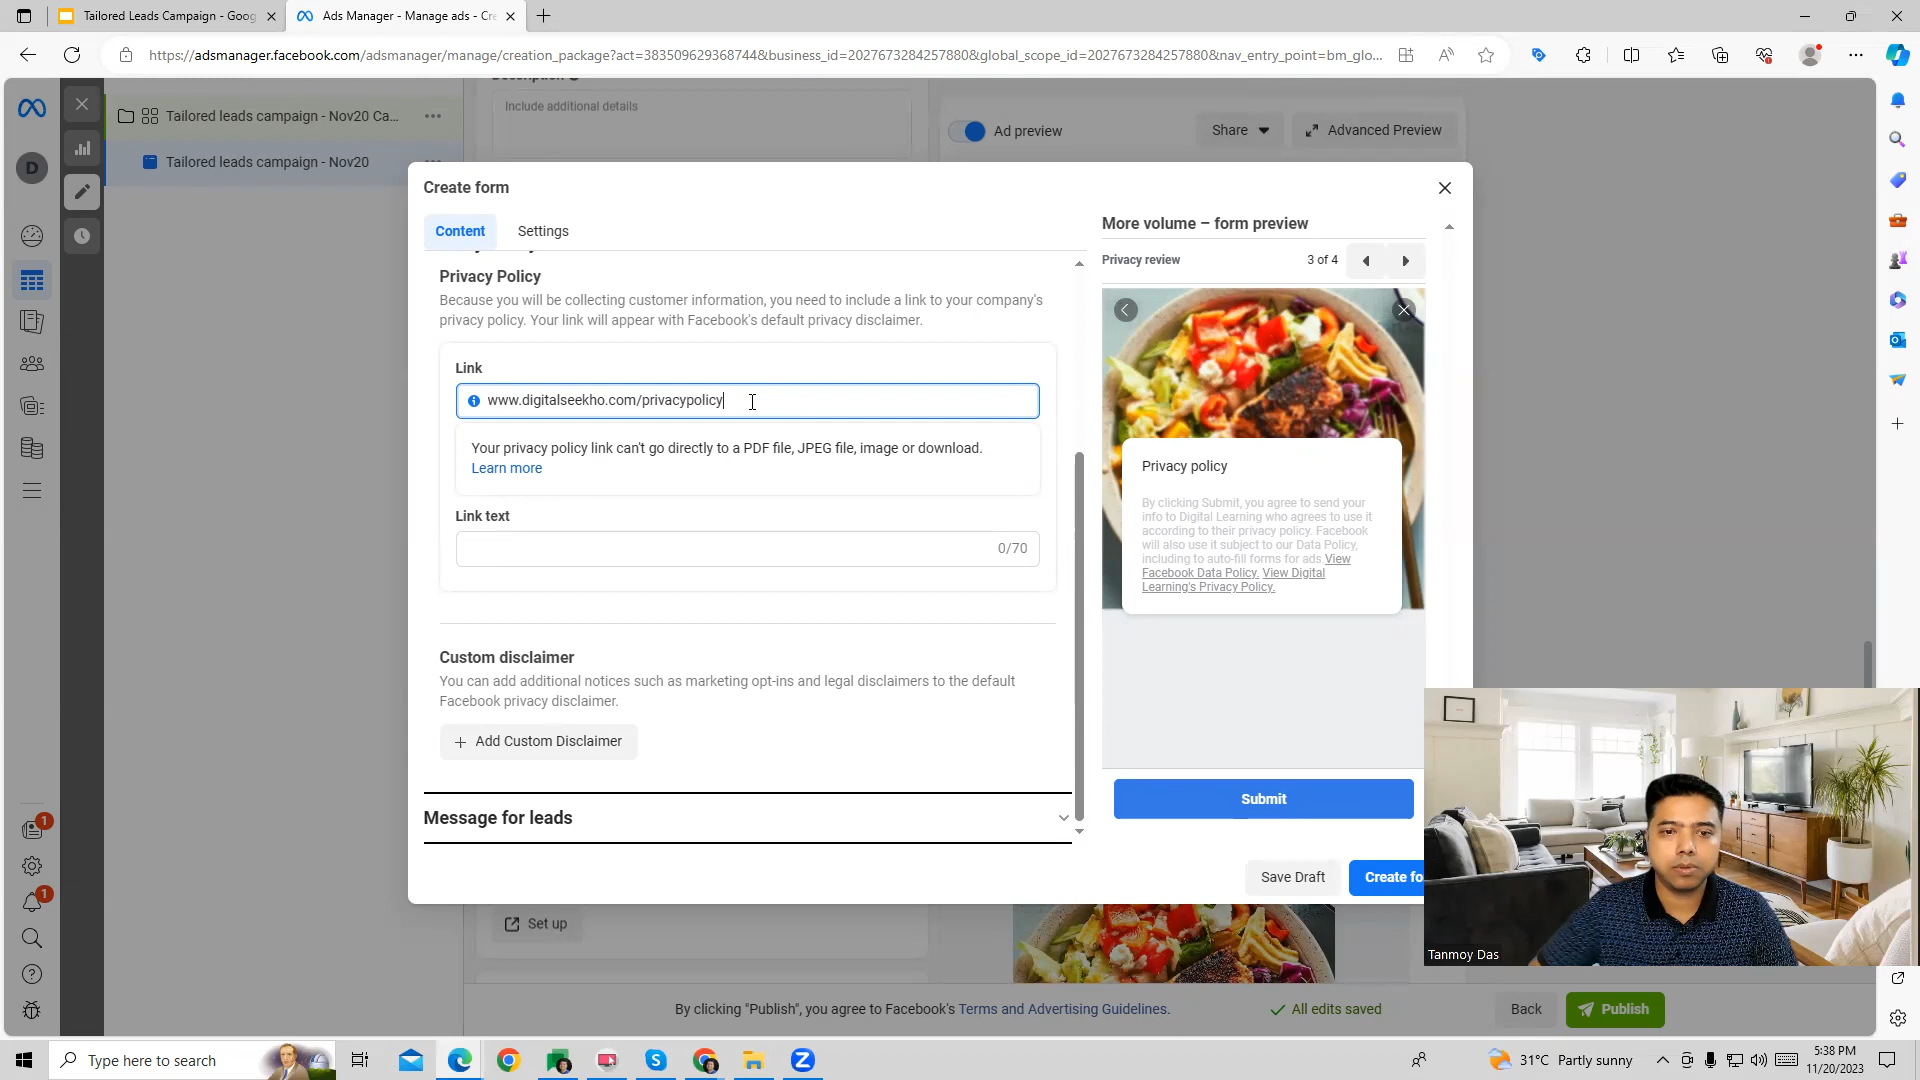 Tailored Leads Campaign - Goog
Ads Manager - Manage ads - Cre
https://adsmanager.facebook.com/adsmanager/manage/creation_package?act=3835096293687448&business_id=202767328425788​0&global_scope_id=202767328425788​0&nav_entry_point=bm_glo...
Tailored leads campaign - Nov20 Ca...
Tailored leads campaign - Nov20
D
Include additional details
Ad preview
Share
Advanced Preview
Create form
Content
Settings
Privacy Policy
Because you will be collecting customer information, you need to include a link to your company's
privacy policy. Your link will appear with Facebook's default privacy disclaimer.
Link
www.digitalseekho.com/privacypolicy
Your privacy policy link can't go directly to a PDF file, JPEG file, image or download.
Learn more
Link text
0/70
Custom disclaimer
You can add additional notices such as marketing opt-ins and legal disclaimers to the default
Facebook privacy disclaimer.
+ Add Custom Disclaimer
Message for leads
More volume – form preview
Privacy review
3 of 4
Privacy policy
By clicking Submit, you agree to send your
info to Digital Learning who agrees to use it
according to their privacy policy. Facebook
will also use it subject to our Data Policy,
including to auto-fill forms for ads.View
Facebook Data Policy. View Digital
Learning's Privacy Policy.
Submit
Save Draft
Create fo
Set up
1
1
Tanmoy Das
By clicking "Publish", you agree to Facebook's Terms and Advertising Guidelines.
All edits saved
Back
Publish
Type here to search
31°C Partly sunny
5:38 PM
11/20/2023